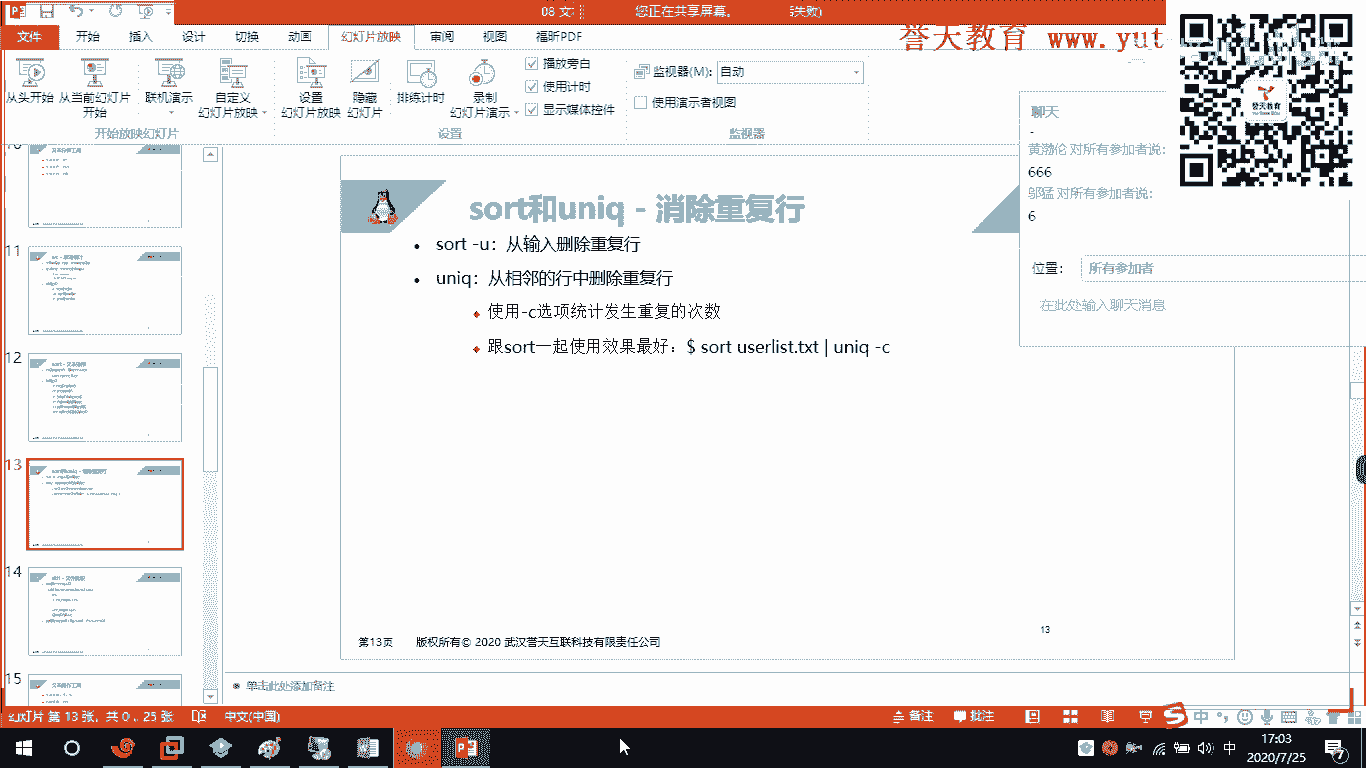 08 文
您正在共享屏幕。
失败)
文件 开始 插入 设计 切换 动画 幻灯片放映 审阅 视图 福昕PDF
誉天教育 www.yut
从头开始 从当前幻灯片
开始
联机演示
自定义
幻灯片放映
设置
幻灯片放映
隐藏
幻灯片
排练计时
录制
幻灯片演示
播放旁白
使用计时
显示媒体控件
监视器(M): 自动
使用演示者视图
开始放映幻灯片
设置
监视器
聊天
黄渤伦 对所有参加者说:
666
邬猛 对所有参加者说:
6
位置: 所有参加者
在此处输入聊天消息
誉天教育
11
12
13
14
15
sort和uniq - 消除重复行
• sort -u：从输入删除重复行
• uniq：从相邻的行中删除重复行
使用-c选项统计发生重复的次数
跟sort一起使用效果最好：$ sort userlist.txt | uniq -c
13
第13页 版权所有© 2020 武汉誉天互联科技有限责任公司
单击此处添加备注
幻灯片 第 13 张，共 25 张
中文(中国)
备注
批注
中
中
17:03
2020/7/25
7